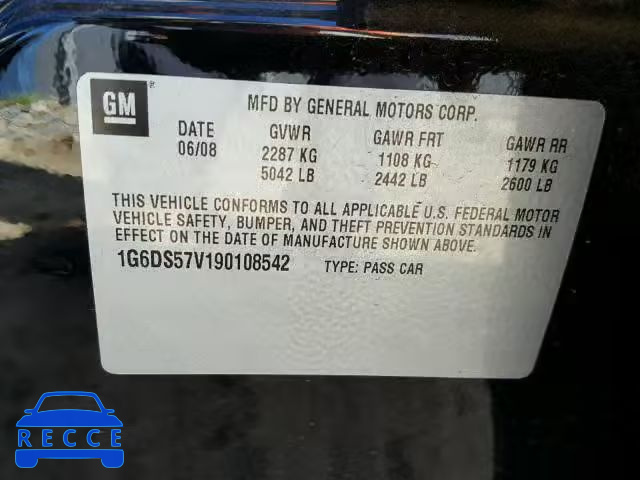 GM ®
MFD BY GENERAL MOTORS CORP.
DATE GVWR GAWR FRT GAWR RR
06/08 2287 KG 1108 KG 1179 KG
5042 LB 2442 LB 2600 LB
THIS VEHICLE CONFORMS TO ALL APPLICABLE U.S. FEDERAL MOTOR
VEHICLE SAFETY, BUMPER, AND THEFT PREVENTION STANDARDS IN
EFFECT ON THE DATE OF MANUFACTURE SHOWN ABOVE.
1G6DS57V190108542 TYPE: PASS CAR
9ECCE